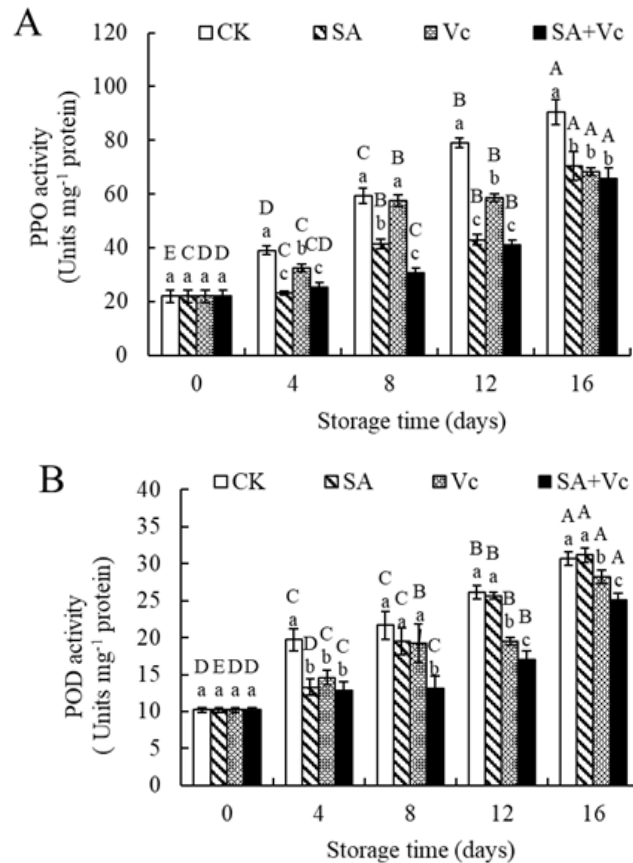 A
CK SA Vc SA+Vc
PPO activity
(Units mg-1 protein)
120
100
80
60
40
20
0
E C D D
a a a a
D C C CD
a c b c
C B B C
a b a c
B B B B
a c b c
A A A A
a b b b
0 4 8 12 16
Storage time (days)
B
CK SA Vc SA+Vc
POD activity
( Units mg-1 protein)
40
35
30
25
20
15
10
5
0
D E D D
a a a a
C D C C
a b b b
C C B C
a a a b
B B B B
a a b c
A A A A
a a b c
0 4 8 12 16
Storage time (days)